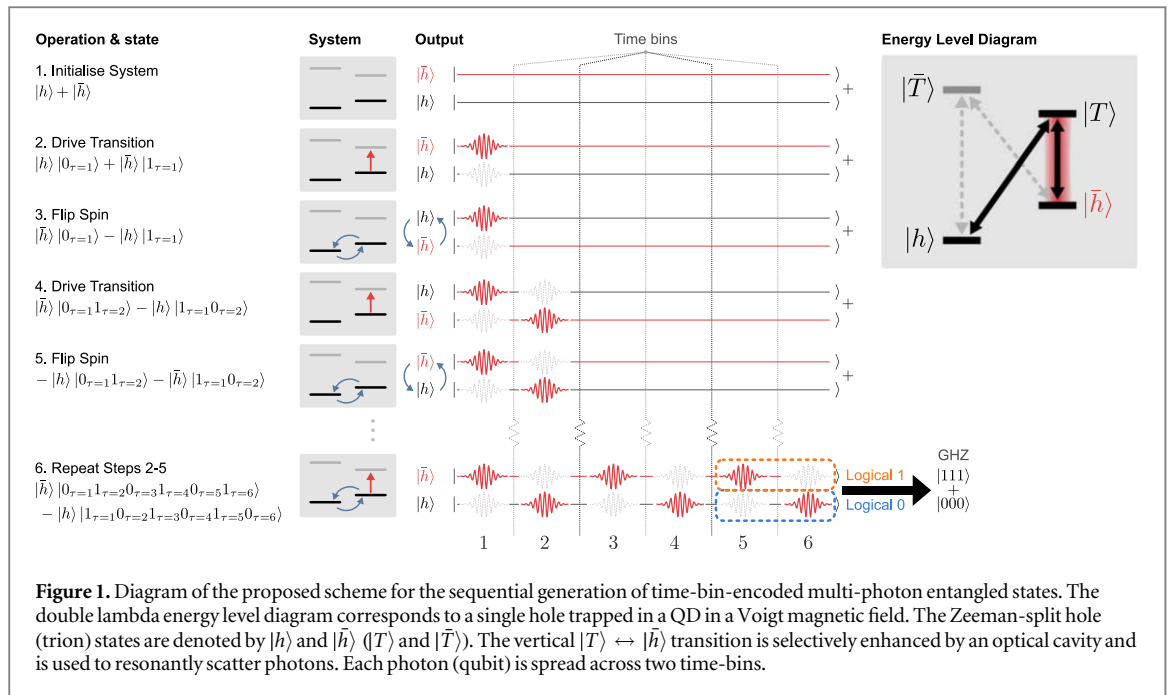 Operation & state
System
Output
Time bins
Energy Level Diagram
1. Initialise System
|h⟩ + |h̄⟩
|h̄⟩
|h⟩
+
2. Drive Transition
|h⟩ |0τ=1⟩ + |h̄⟩ |1τ=1⟩
|h̄⟩
|h⟩
+
3. Flip Spin
|h̄⟩ |0τ=1⟩ − |h⟩ |1τ=1⟩
|h⟩
|h̄⟩
+
4. Drive Transition
|h̄⟩ |0τ=11τ=2⟩ − |h⟩ |1τ=10τ=2⟩
|h⟩
|h̄⟩
+
5. Flip Spin
− |h⟩ |0τ=11τ=2⟩ − |h̄⟩ |1τ=10τ=2⟩
|h̄⟩
|h⟩
+
6. Repeat Steps 2-5
|h̄⟩ |0τ=11τ=20τ=31τ=40τ=51τ=6⟩
− |h⟩ |1τ=10τ=21τ=30τ=41τ=50τ=6⟩
|h̄⟩
|h⟩
Logical 1
Logical 0
GHZ
|111⟩
+
|000⟩
1 2 3 4 5 6
|T̄⟩
|T⟩
|h̄⟩
|h⟩
Figure 1. Diagram of the proposed scheme for the sequential generation of time-bin-encoded multi-photon entangled states. The
double lambda energy level diagram corresponds to a single hole trapped in a QD in a Voigt magnetic field. The Zeeman-split hole
(trion) states are denoted by |h⟩ and |h̄⟩ (|T⟩ and |T̄⟩). The vertical |T⟩ ↔ |h̄⟩ transition is selectively enhanced by an optical cavity and
is used to resonantly scatter photons. Each photon (qubit) is spread across two time-bins.